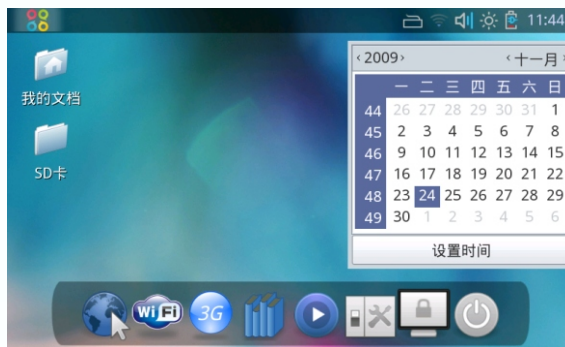 11:44
‹ 2009 › ‹ 十一月 ›
一 二 三 四 五 六 日
44 26 27 28 29 30 31 1
45 2 3 4 5 6 7 8
46 9 10 11 12 13 14 15
47 16 17 18 19 20 21 22
48 23 24 25 26 27 28 29
49 30 1 2 3 4 5 6
设置时间
我的文档
SD卡
WiFi
3G